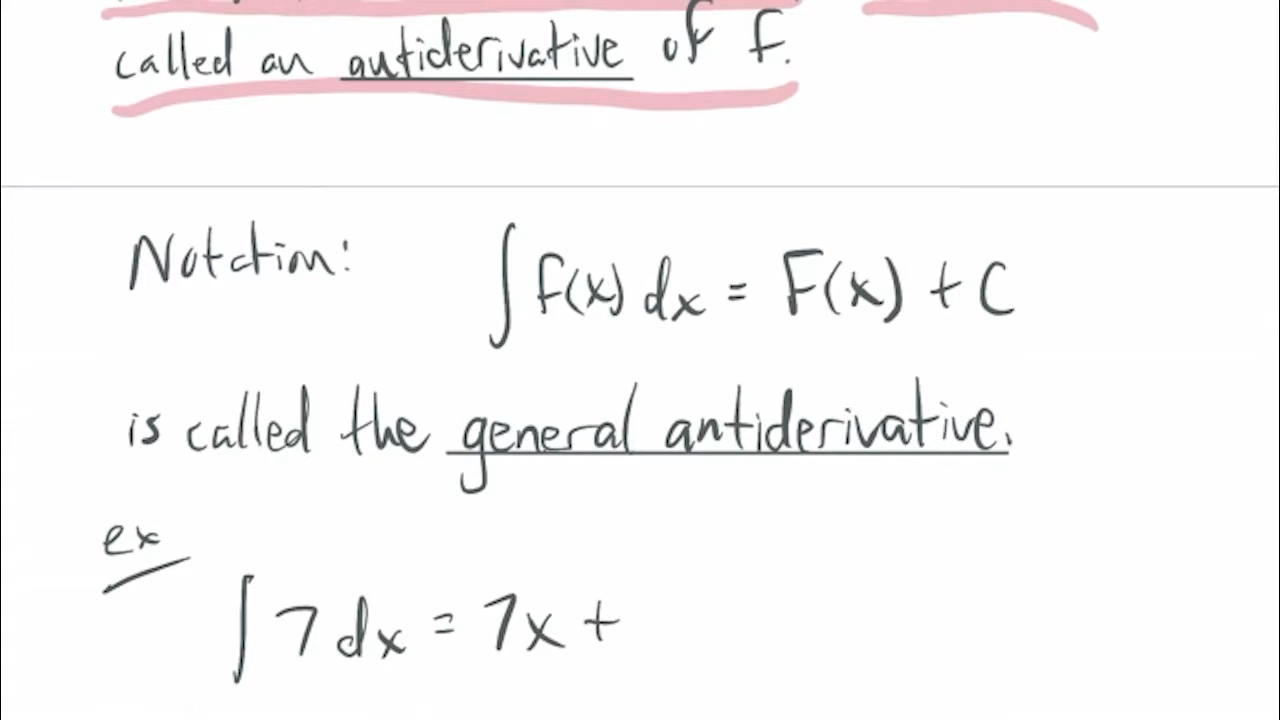 called an antiderivative of f.
Notation: ∫ f(x) dx = F(x) + C
is called the general antiderivative.
ex
∫ 7 dx = 7x +